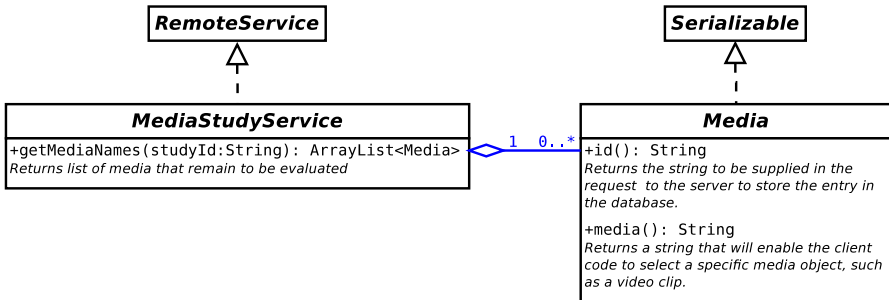 RemoteService
Serializable
MediaStudyService
+getMediaNames(studyId:String): ArrayList<Media>
Returns list of media that remain to be evaluated
1
0..*
Media
+id(): String
Returns the string to be supplied in the
request to the server to store the entry in
the database.
+media(): String
Returns a string that will enable the client
code to select a specific media object, such
as a video clip.